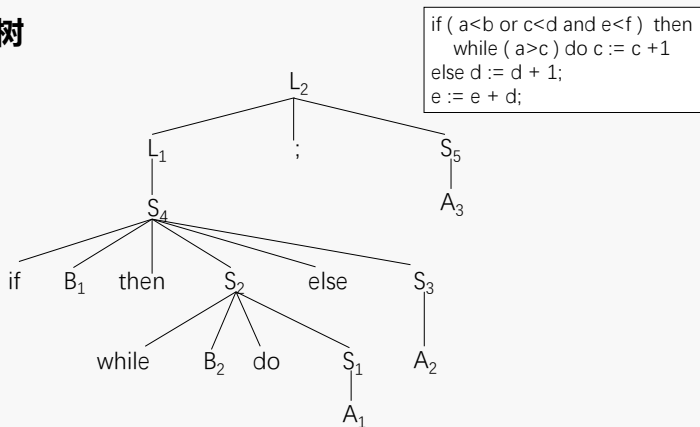 树
if ( a<b or c<d and e<f ) then
while ( a>c ) do c := c +1
else d := d + 1;
e := e + d;
L₂
L₁ ; S₅
S₄ A₃
if B₁ then S₂ else S₃
while B₂ do S₁ A₂
A₁